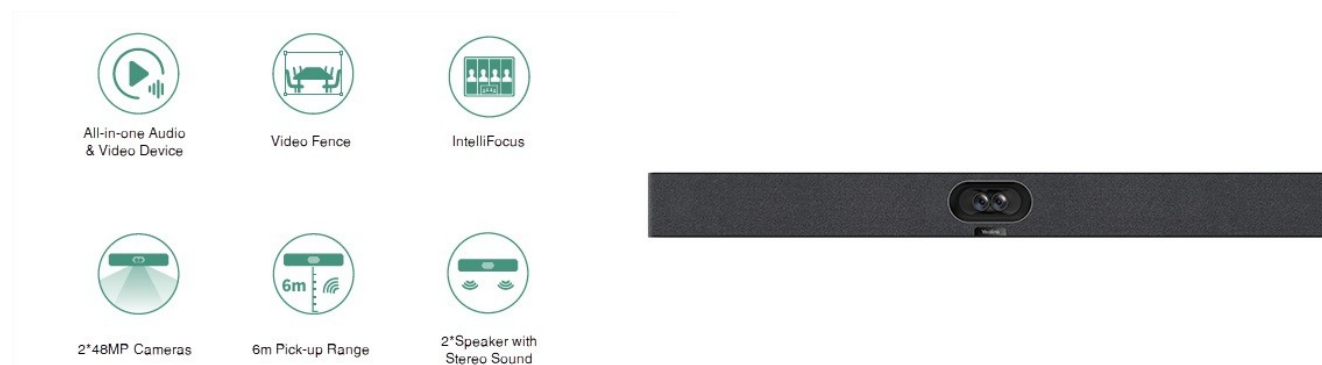 All-in-one Audio
& Video Device
Video Fence
IntelliFocus
6m
2*48MP Cameras
6m Pick-up Range
2*Speaker with
Stereo Sound